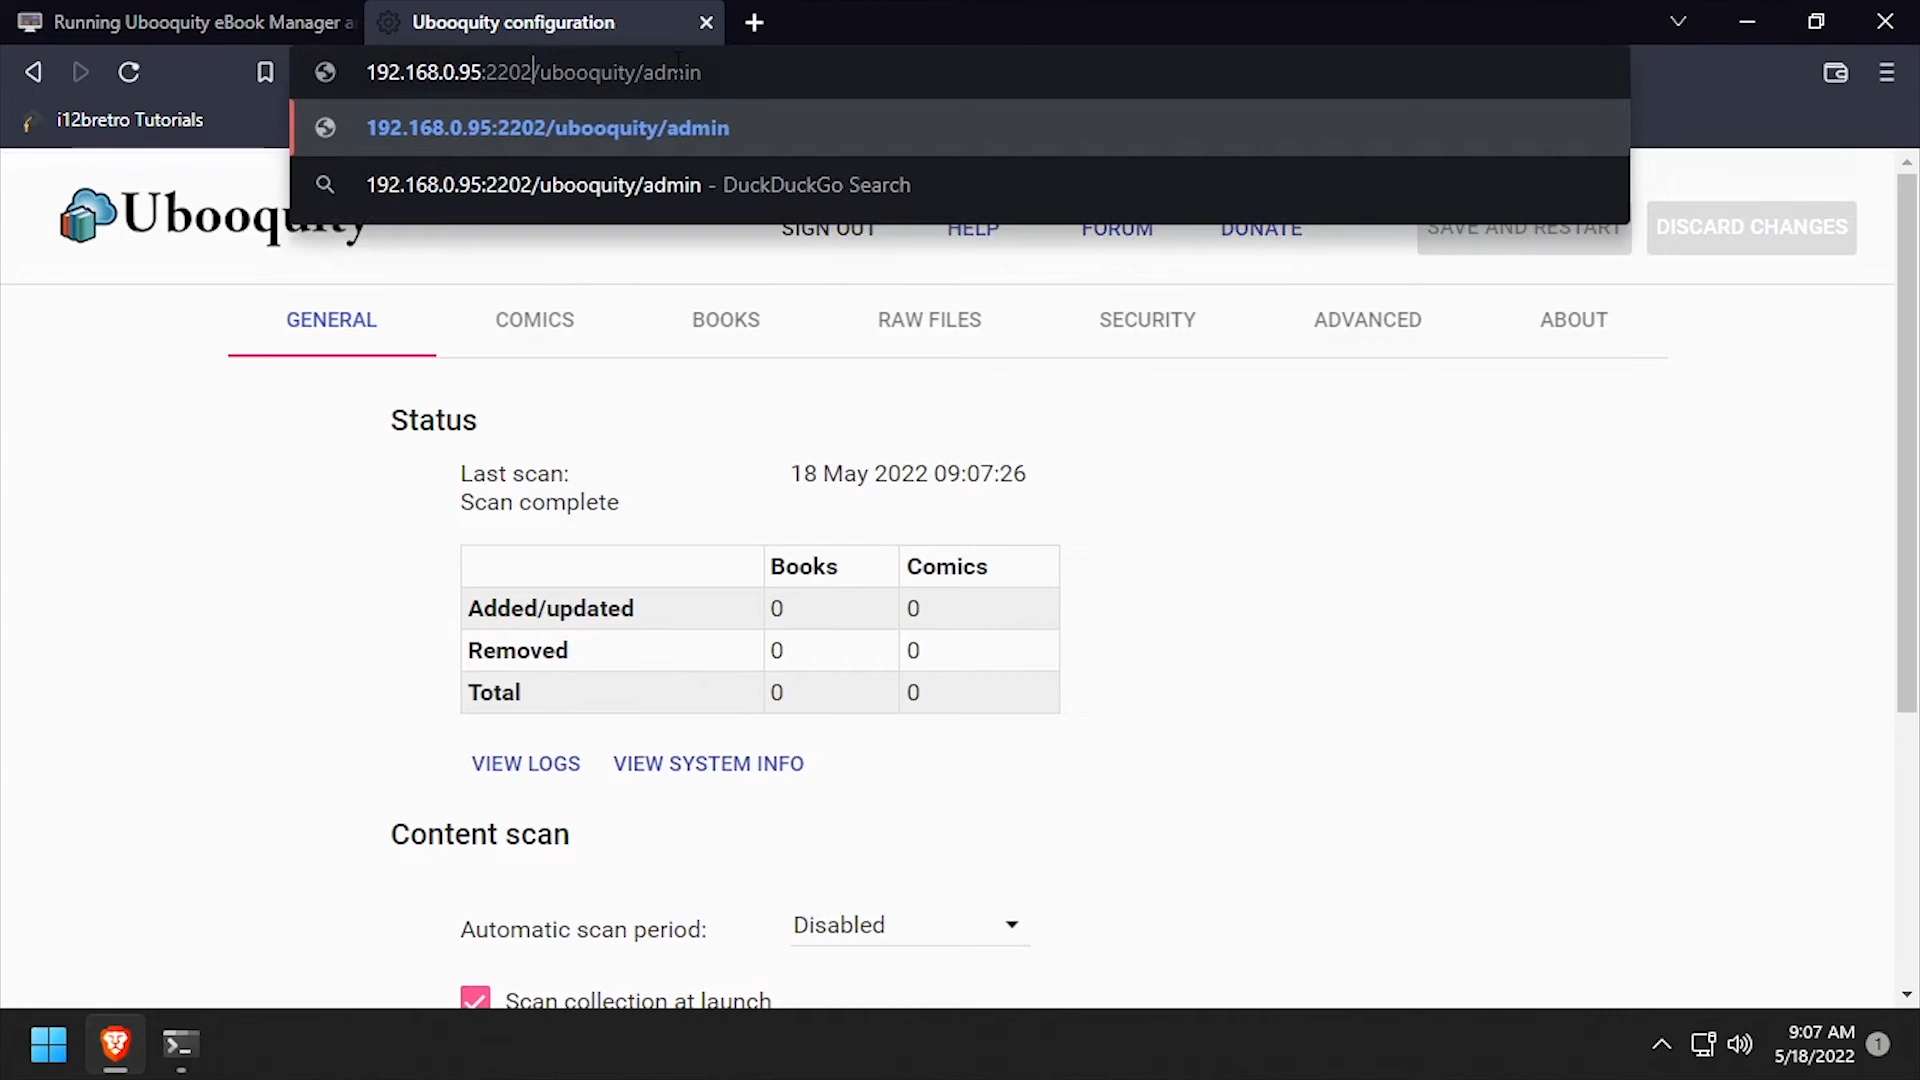 Running Ubooquity eBook Manager a
Ubooquity configuration
192.168.0.95:2202/ubooquity/admin
i12bretro Tutorials
192.168.0.95:2202/ubooquity/admin
192.168.0.95:2202/ubooquity/admin - DuckDuckGo Search
Ubooquity
SIGN OUT HELP FORUM DONATE SAVE AND RESTART DISCARD CHANGES
GENERAL COMICS BOOKS RAW FILES SECURITY ADVANCED ABOUT
Status
Last scan: 18 May 2022 09:07:26
Scan complete
Books Comics
Added/updated 0 0
Removed 0 0
Total 0 0
VIEW LOGS VIEW SYSTEM INFO
Content scan
Automatic scan period: Disabled
Scan collection at launch
9:07 AM
5/18/2022
1